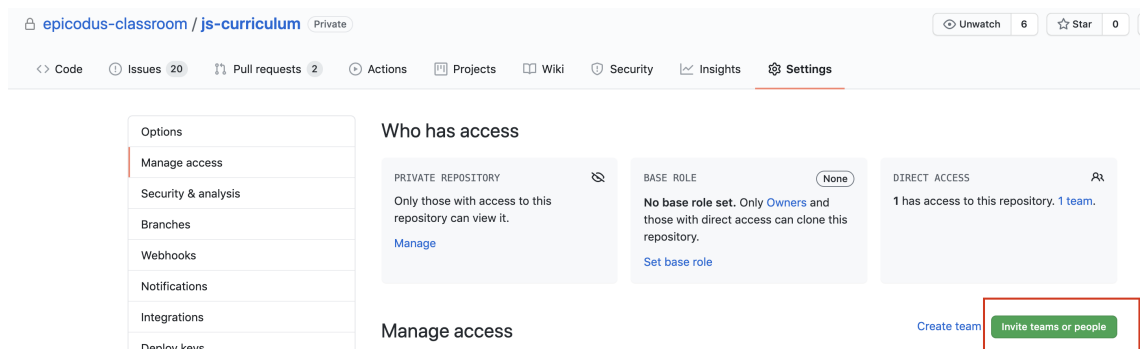 epicodus-classroom / js-curriculum Private
Unwatch 6 Star 0
Code Issues 20 Pull requests 2 Actions Projects Wiki Security Insights Settings
Options
Manage access
Security & analysis
Branches
Webhooks
Notifications
Integrations
Deploy keys
Who has access
PRIVATE REPOSITORY
Only those with access to this
repository can view it.
Manage
BASE ROLE None
No base role set. Only Owners and
those with direct access can clone this
repository.
Set base role
DIRECT ACCESS
1 has access to this repository. 1 team.
Manage access
Create team Invite teams or people